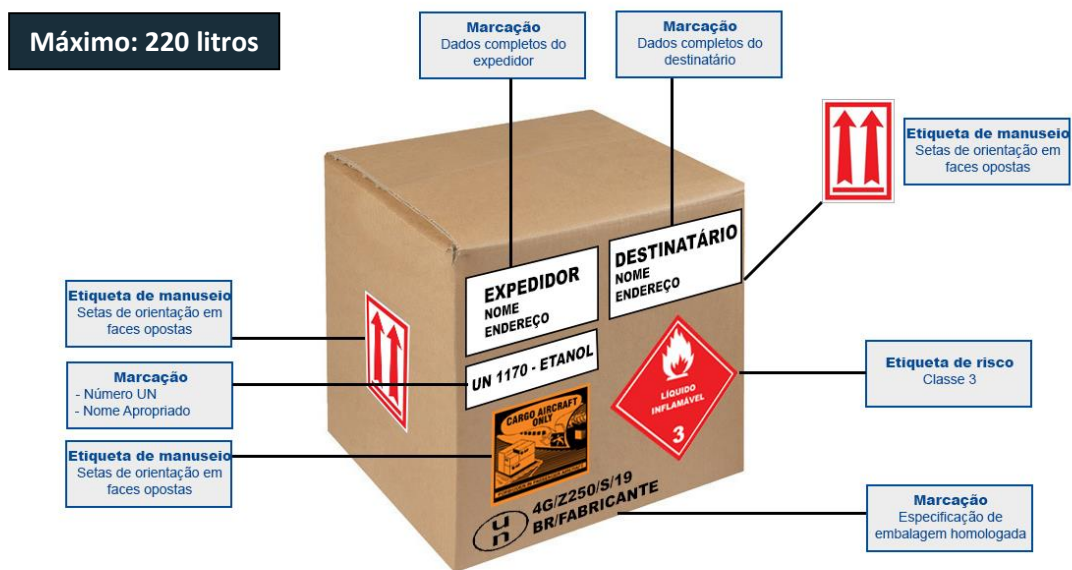 Máximo: 220 litros
Marcação
Dados completos do
expedidor
Marcação
Dados completos do
destinatário
Etiqueta de manuseio
Setas de orientação em
faces opostas
Etiqueta de manuseio
Setas de orientação em
faces opostas
Marcação
- Número UN
- Nome Apropriado
Etiqueta de manuseio
Setas de orientação em
faces opostas
EXPEDIDOR
NOME
ENDEREÇO
DESTINATÁRIO
NOME
ENDEREÇO
UN 1170 - ETANOL
CARGO AIRCRAFT
ONLY
LÍQUIDO
INFLAMÁVEL
3
un
4G/Z250/S/19
BR/FABRICANTE
Etiqueta de risco
Classe 3
Marcação
Especificação de
embalagem homologada